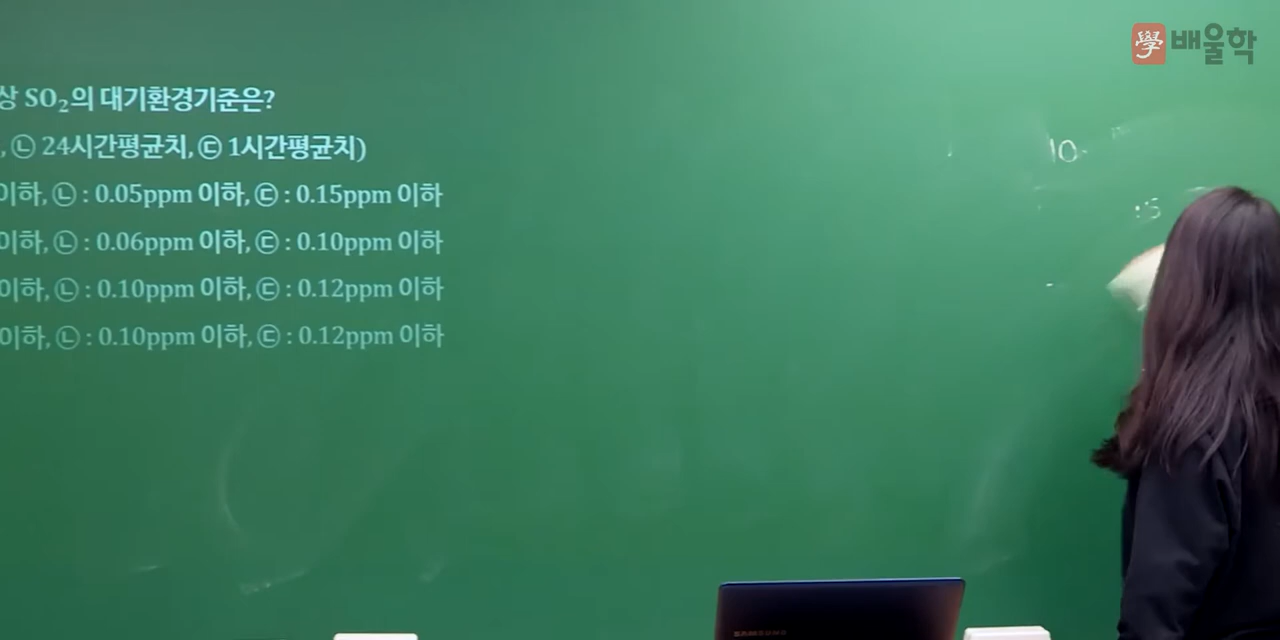 學 배울학
상 SO₂의 대기환경기준은?
, ㉡ 24시간평균치, ㉢ 1시간평균치)
이하, ㉡ : 0.05ppm 이하, ㉢ : 0.15ppm 이하
이하, ㉡ : 0.06ppm 이하, ㉢ : 0.10ppm 이하
이하, ㉡ : 0.10ppm 이하, ㉢ : 0.12ppm 이하
이하, ㉡ : 0.10ppm 이하, ㉢ : 0.12ppm 이하
10
SAMSUNG